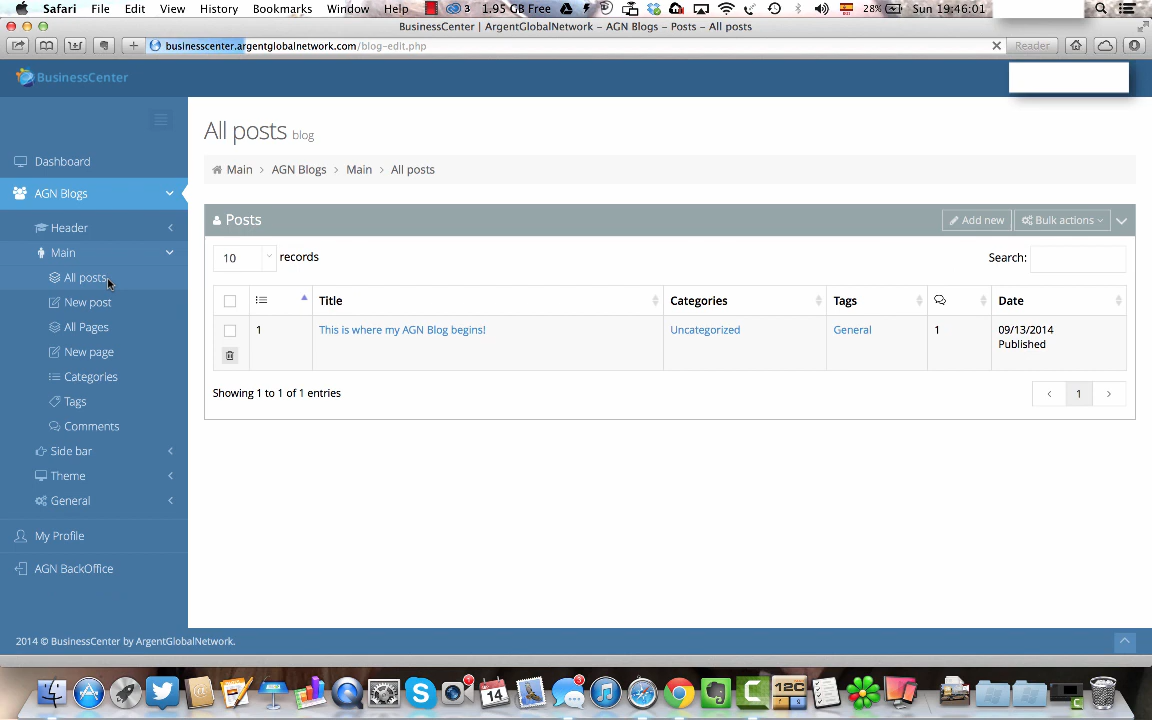 Safari File Edit View History Bookmarks Window Help 3 1.95 GB Free 28% Sun 19:46:01
BusinessCenter | ArgentGlobalNetwork – AGN Blogs – Posts – All posts
businesscenter.argentglobalnetwork.com/blog-edit.php Reader
BusinessCenter
All posts blog
Main > AGN Blogs > Main > All posts
Dashboard
AGN Blogs
Header
Main
All posts
New post
All Pages
New page
Categories
Tags
Comments
Side bar
Theme
General
My Profile
AGN BackOffice
Posts Add new Bulk actions
10 records Search:
Title Categories Tags Date
1 This is where my AGN Blog begins! Uncategorized General 1 09/13/2014
Published
Showing 1 to 1 of 1 entries 1
2014 © BusinessCenter by ArgentGlobalNetwork.
14
12C